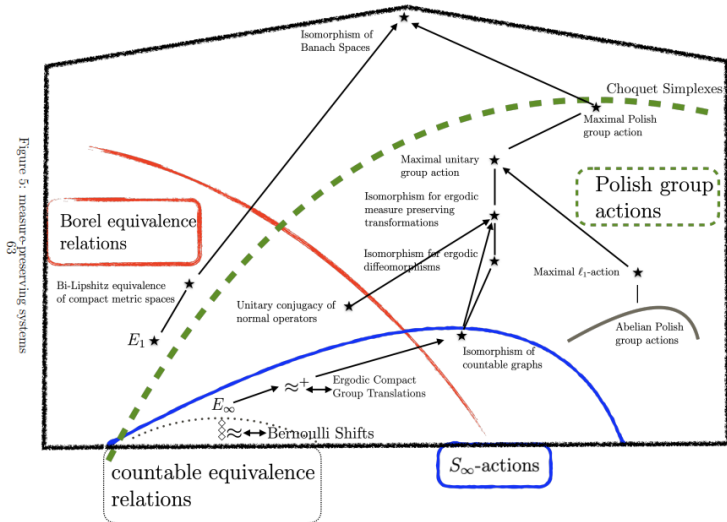 Isomorphism of
Banach Spaces
Choquet Simplexes
Maximal Polish
group action
Maximal unitary
group action
Polish group
actions
Isomorphism for ergodic
measure preserving
transformations
Borel equivalence
relations
Isomorphism for ergodic
diffeomorphisms
Bi-Lipshitz equivalence
of compact metric spaces
Maximal ℓ₁-action
Unitary conjugacy of
normal operators
E₁
Abelian Polish
group actions
Isomorphism of
countable graphs
≈⁺
Ergodic Compact
Group Translations
E∞
≈
Bernoulli Shifts
countable equivalence
relations
S∞-actions
Figure 5: measure-preserving systems
63